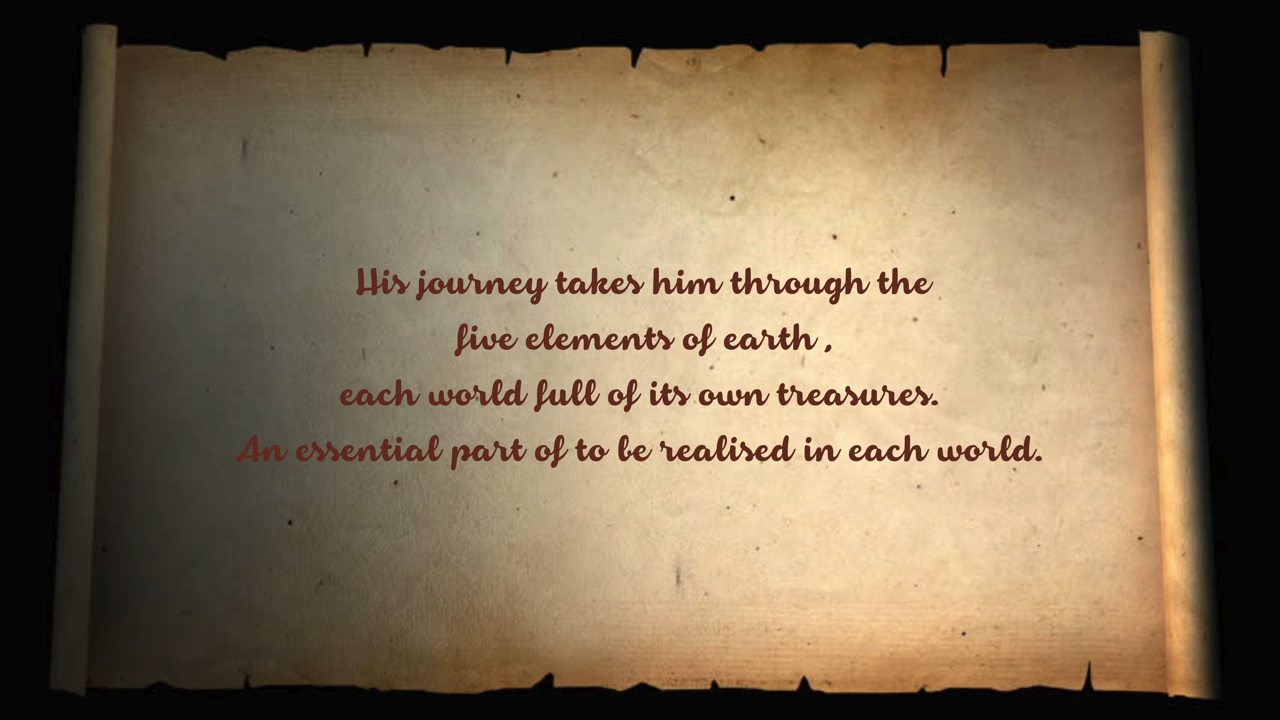 His journey takes him through the
five elements of earth ,
each world full of its own treasures.
An essential part of to be realised in each world.